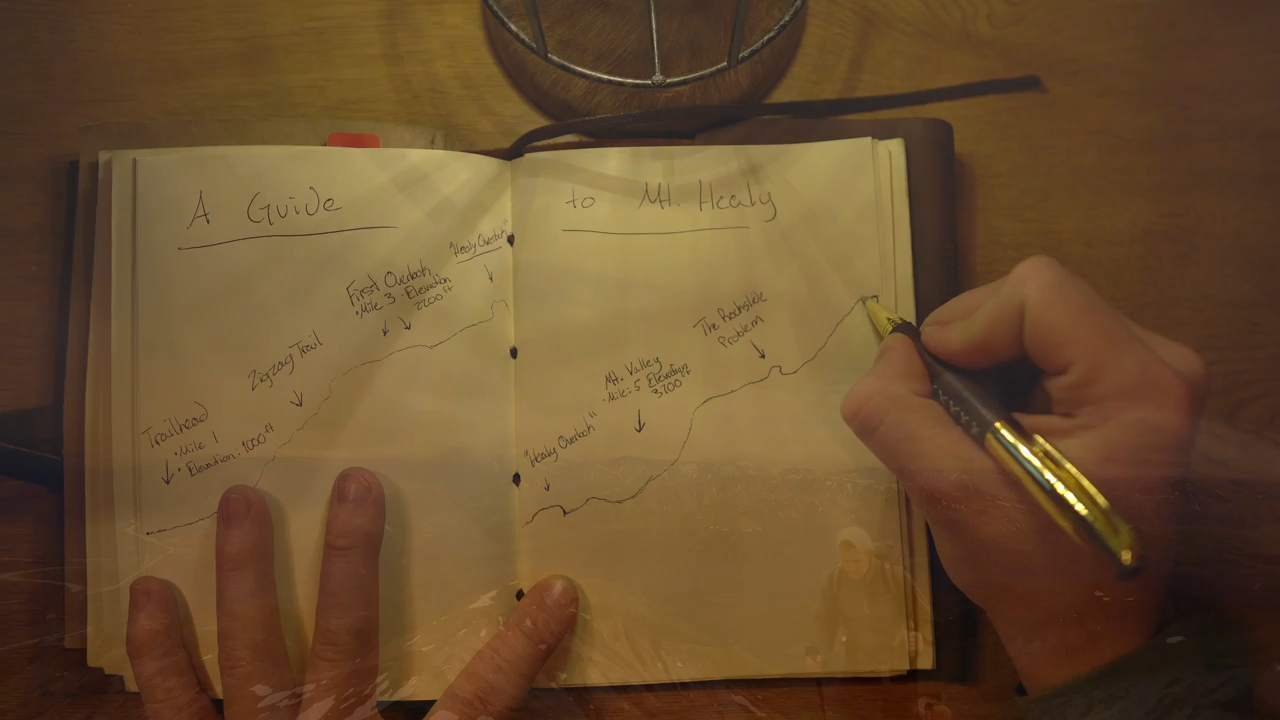 A Guide
to Mt. Healy
"Healy Overlook"
First Overlook
• Mile 3 · Elevation
2200 ft
Zigzag Trail
Trailhead
• Mile 1
• Elevation: 1000 ft
The Rockslide
Problem
Mt. Valley
• Mile: 5 Elevation
3200 ft
"Healy Overlook"